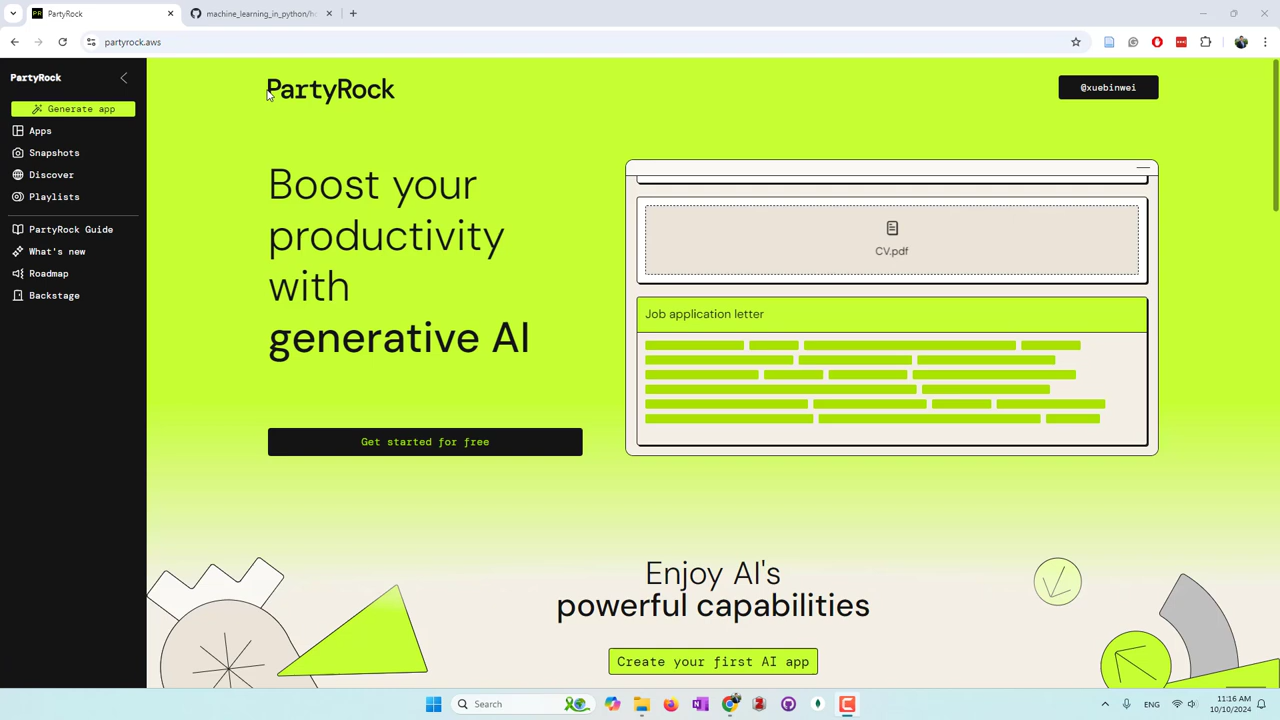 PartyRock
machine_learning_in_python/ho
partyrock.aws
PartyRock
Generate app
Apps
Snapshots
Discover
Playlists
PartyRock Guide
What's new
Roadmap
Backstage
PartyRock
@xuebinwei
Boost your
productivity
with
generative AI
Get started for free
CV.pdf
Job application letter
Enjoy AI's
powerful capabilities
Create your first AI app
Search
ENG
11:16 AM
10/10/2024